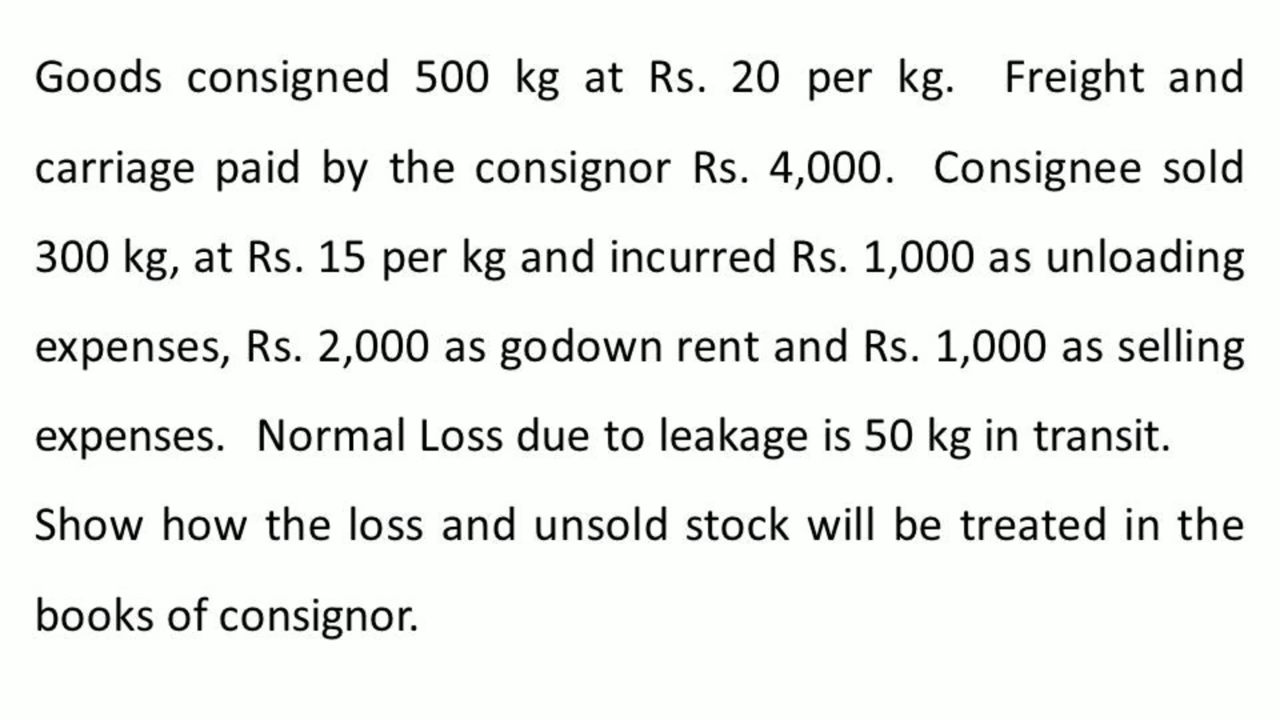 Goods consigned 500 kg at Rs. 20 per kg. Freight and
carriage paid by the consignor Rs. 4,000. Consignee sold
300 kg, at Rs. 15 per kg and incurred Rs. 1,000 as unloading
expenses, Rs. 2,000 as godown rent and Rs. 1,000 as selling
expenses. Normal Loss due to leakage is 50 kg in transit.
Show how the loss and unsold stock will be treated in the
books of consignor.